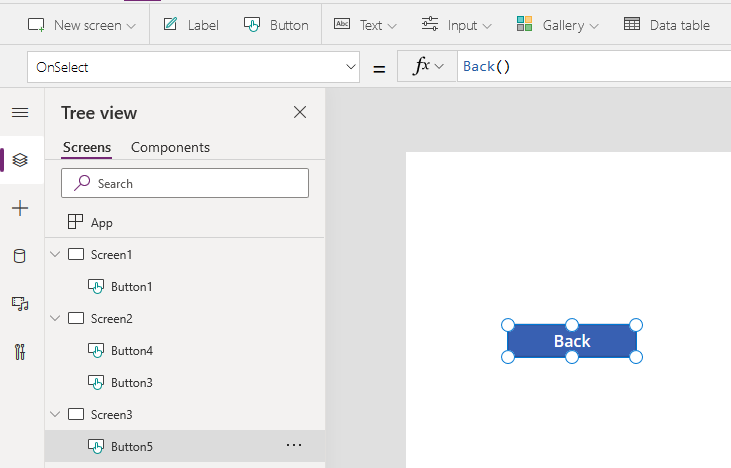 New screen Label Button Text Input Gallery Data table
OnSelect = fx Back()
Tree view
Screens Components
Search
App
Screen1
Button1
Screen2
Button4
Button3
Screen3
Button5 ...
Back